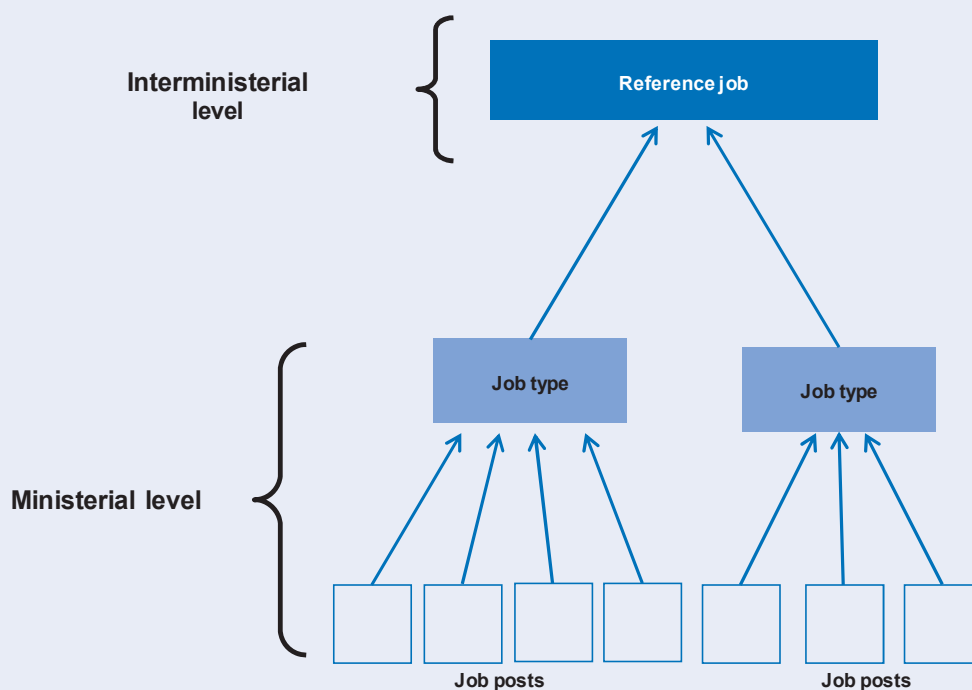 Interministerial
level
Reference job
Job type
Job type
Ministerial level
Job posts
Job posts